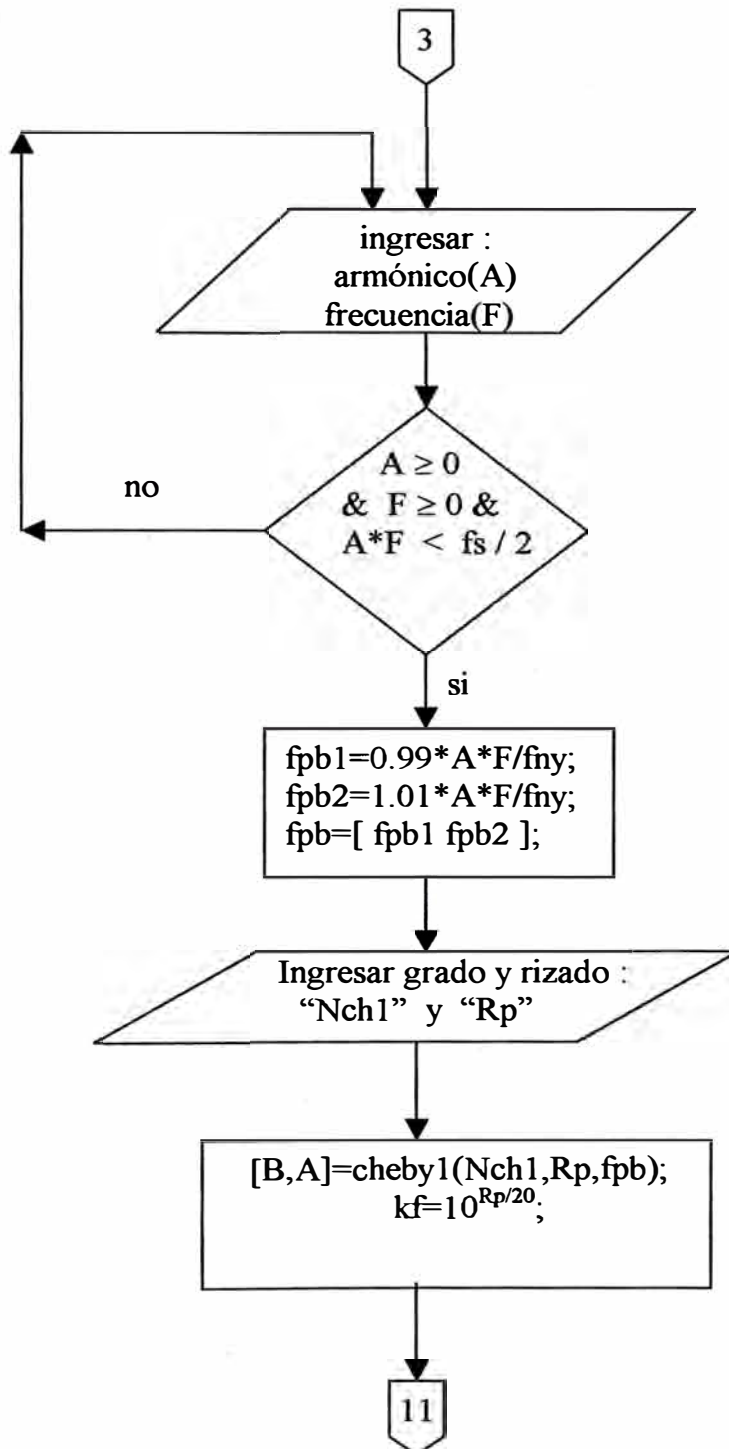 3
ingresar :
armónico(A)
frecuencia(F)
A ≥ 0
& F ≥ 0 &
A*F < fs / 2
no
si
fpb1=0.99*A*F/fny;
fpb2=1.01*A*F/fny;
fpb=[ fpb1 fpb2 ];
Ingresar grado y rizado :
“Nch1” y “Rp”
[B,A]=cheby1(Nch1,Rp,fpb);
kf=10^Rp/20;
11